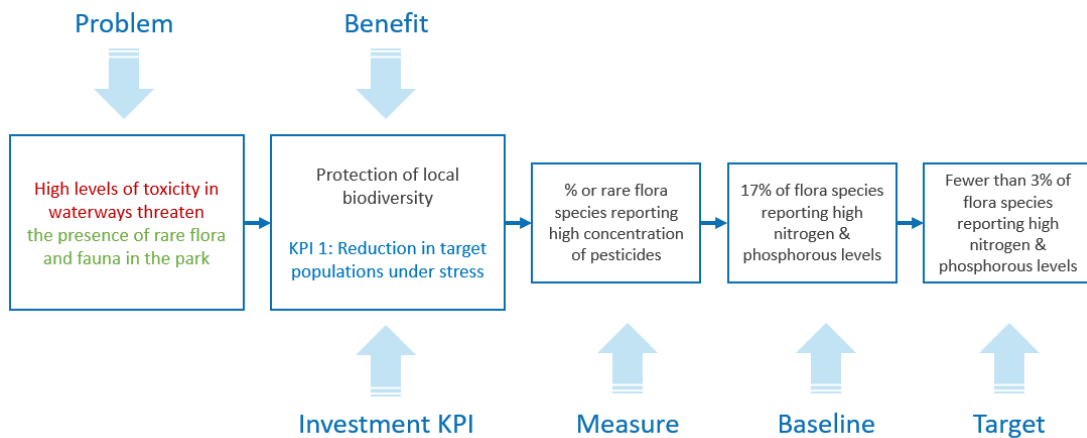 Problem
Benefit
High levels of toxicity in
waterways threaten
the presence of rare flora
and fauna in the park
Protection of local
biodiversity
KPI 1: Reduction in target
populations under stress
% or rare flora
species reporting
high concentration
of pesticides
17% of flora species
reporting high
nitrogen &
phosphorous levels
Fewer than 3% of
flora species
reporting high
nitrogen &
phosphorous levels
Investment KPI
Measure
Baseline
Target